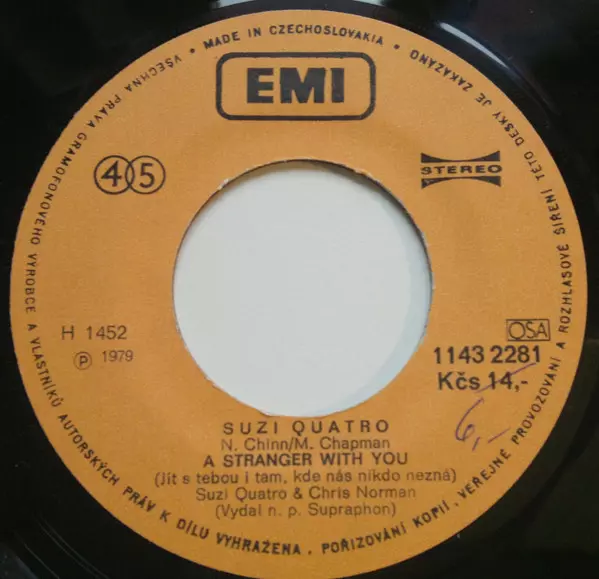 VŠECHNA PRÁVA GRAMOFONOVÉHO VÝROBCE A VLASTNÍKŮ AUTORSKÝCH PRÁV K DÍLU VYHRAŽENA. POŘIZOVÁNÍ KOPIÍ, VEŘEJNÉ PROVOZOVÁNÍ A ROZHLASOVÉ ŠÍŘENÍ TÉTO DESKY JE ZAKÁZÁNO • MADE IN CZECHOSLOVAKIA •
EMI
45
STEREO
H 1452
OSA
Ⓟ 1979
1143 2281
Kčs 14,-
6,-
SUZI QUATRO
N. Chinn/M. Chapman
A STRANGER WITH YOU
(Jít s tebou i tam, kde nás nikdo nezná)
Suzi Quatro & Chris Norman
(Vydal n. p. Supraphon)